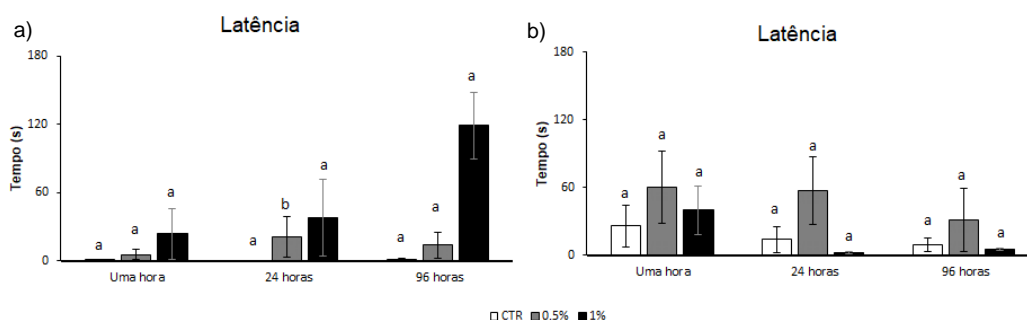 a)
Latência
180
120
60
0
Tempo (s)
a
a
a
a
b
a
a
a
a
Uma hora
24 horas
96 horas
b)
Latência
180
120
60
0
Tempo (s)
a
a
a
a
a
a
a
a
a
Uma hora
24 horas
96 horas
CTR 0.5% 1%